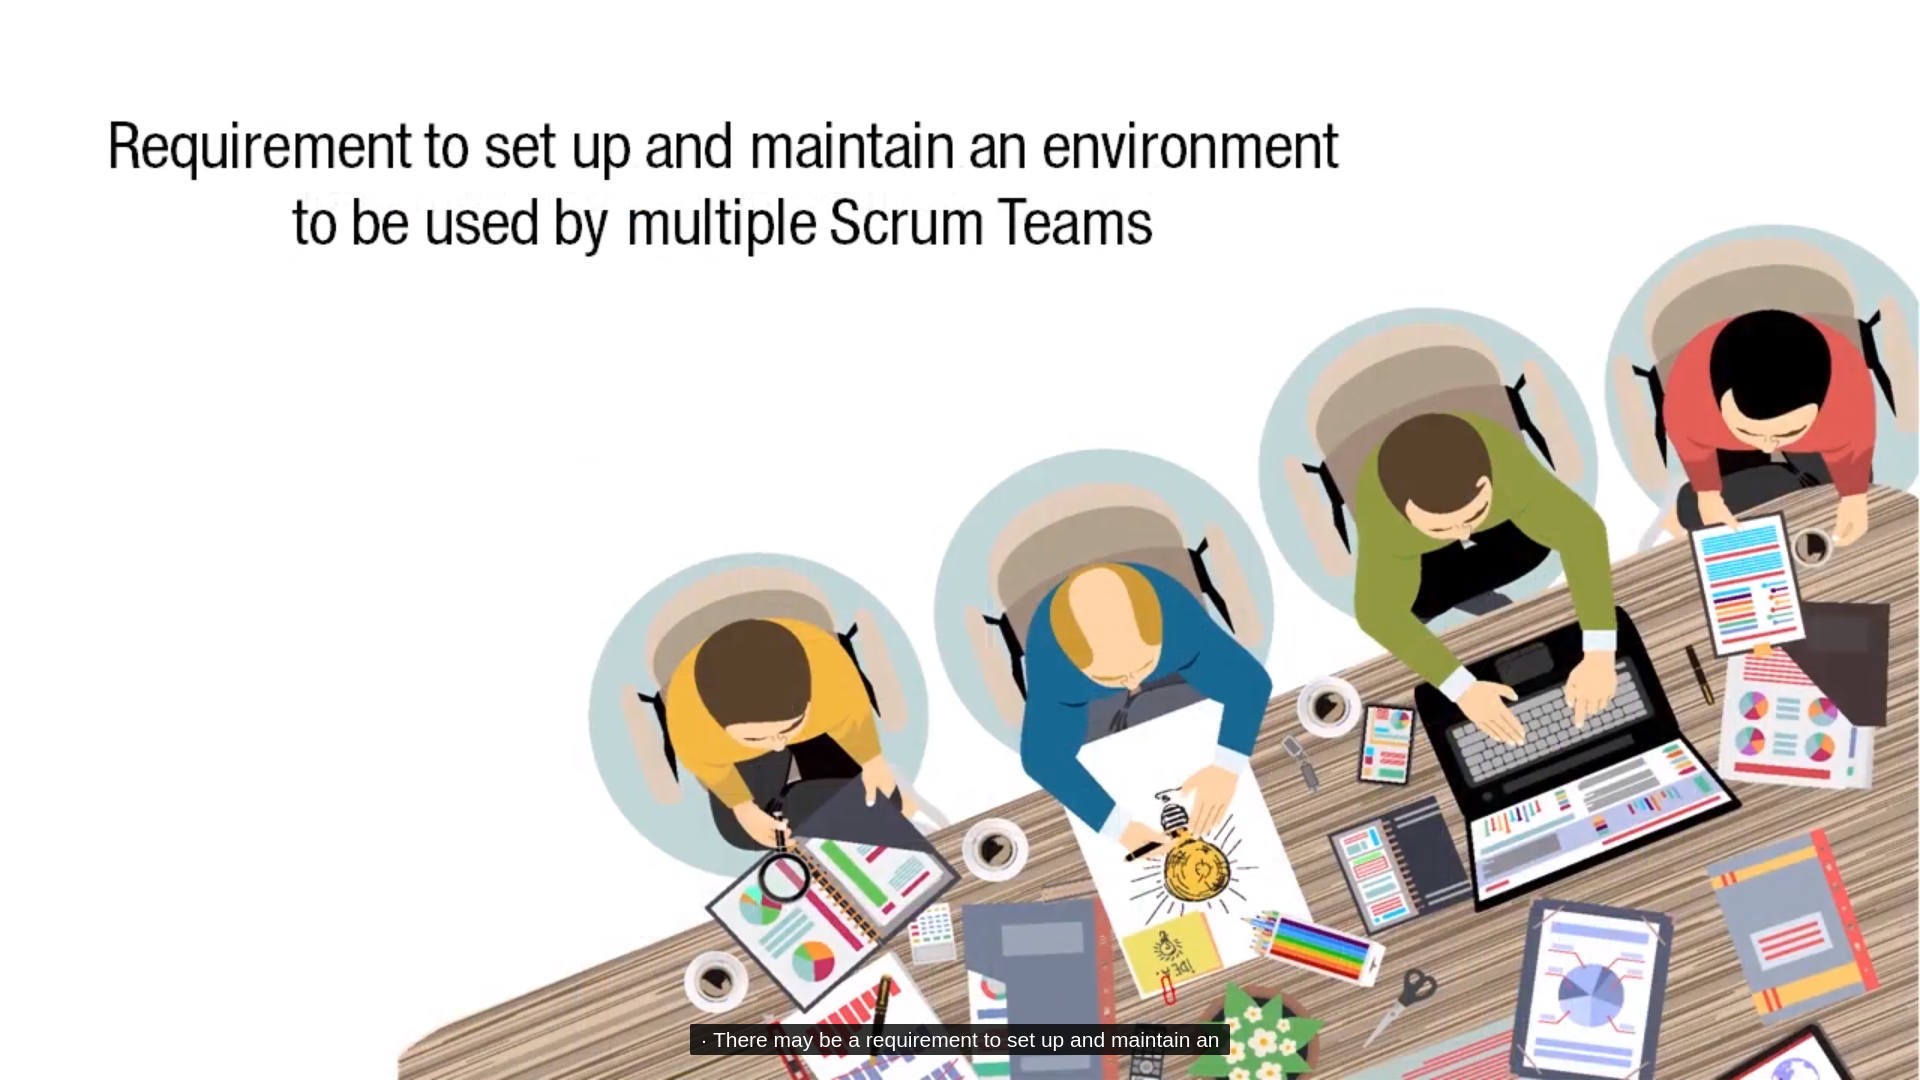 Requirement to set up and maintain an environment
to be used by multiple Scrum Teams
IDEA!
· There may be a requirement to set up and maintain an